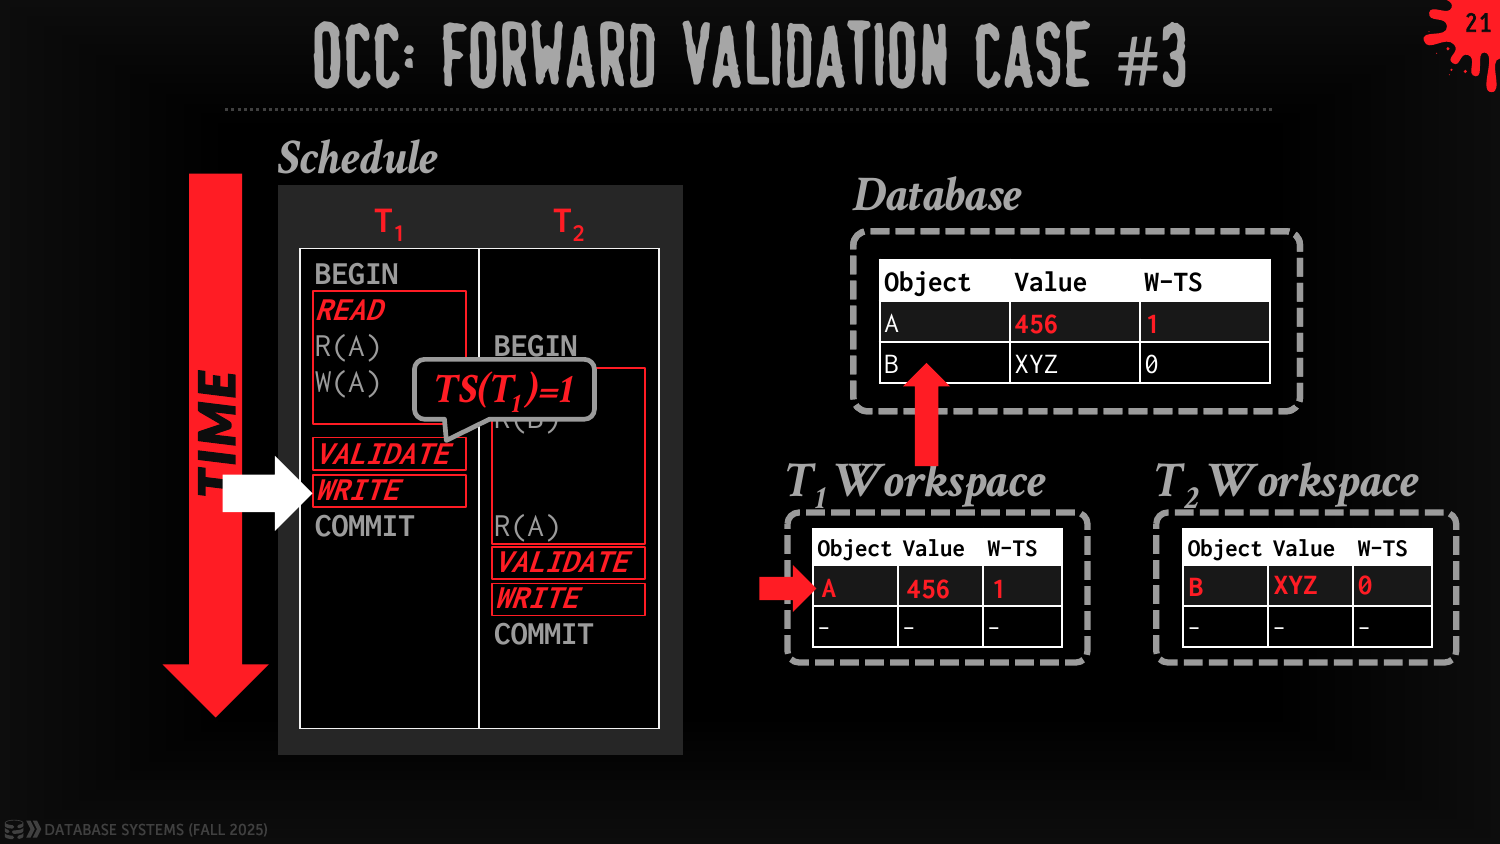 OCC: FORWARD VALIDATION CASE #3
21
Schedule
TIME
T1 T2
BEGIN
READ
R(A)
BEGIN
W(A)
TS(T1)=1
R(B)
VALIDATE
WRITE
COMMIT
R(A)
VALIDATE
WRITE
COMMIT
Database
Object Value W-TS
A 456 1
B XYZ 0
T1 Workspace
Object Value W-TS
A 456 1
- - -
T2 Workspace
Object Value W-TS
B XYZ 0
- - -
DATABASE SYSTEMS (FALL 2025)